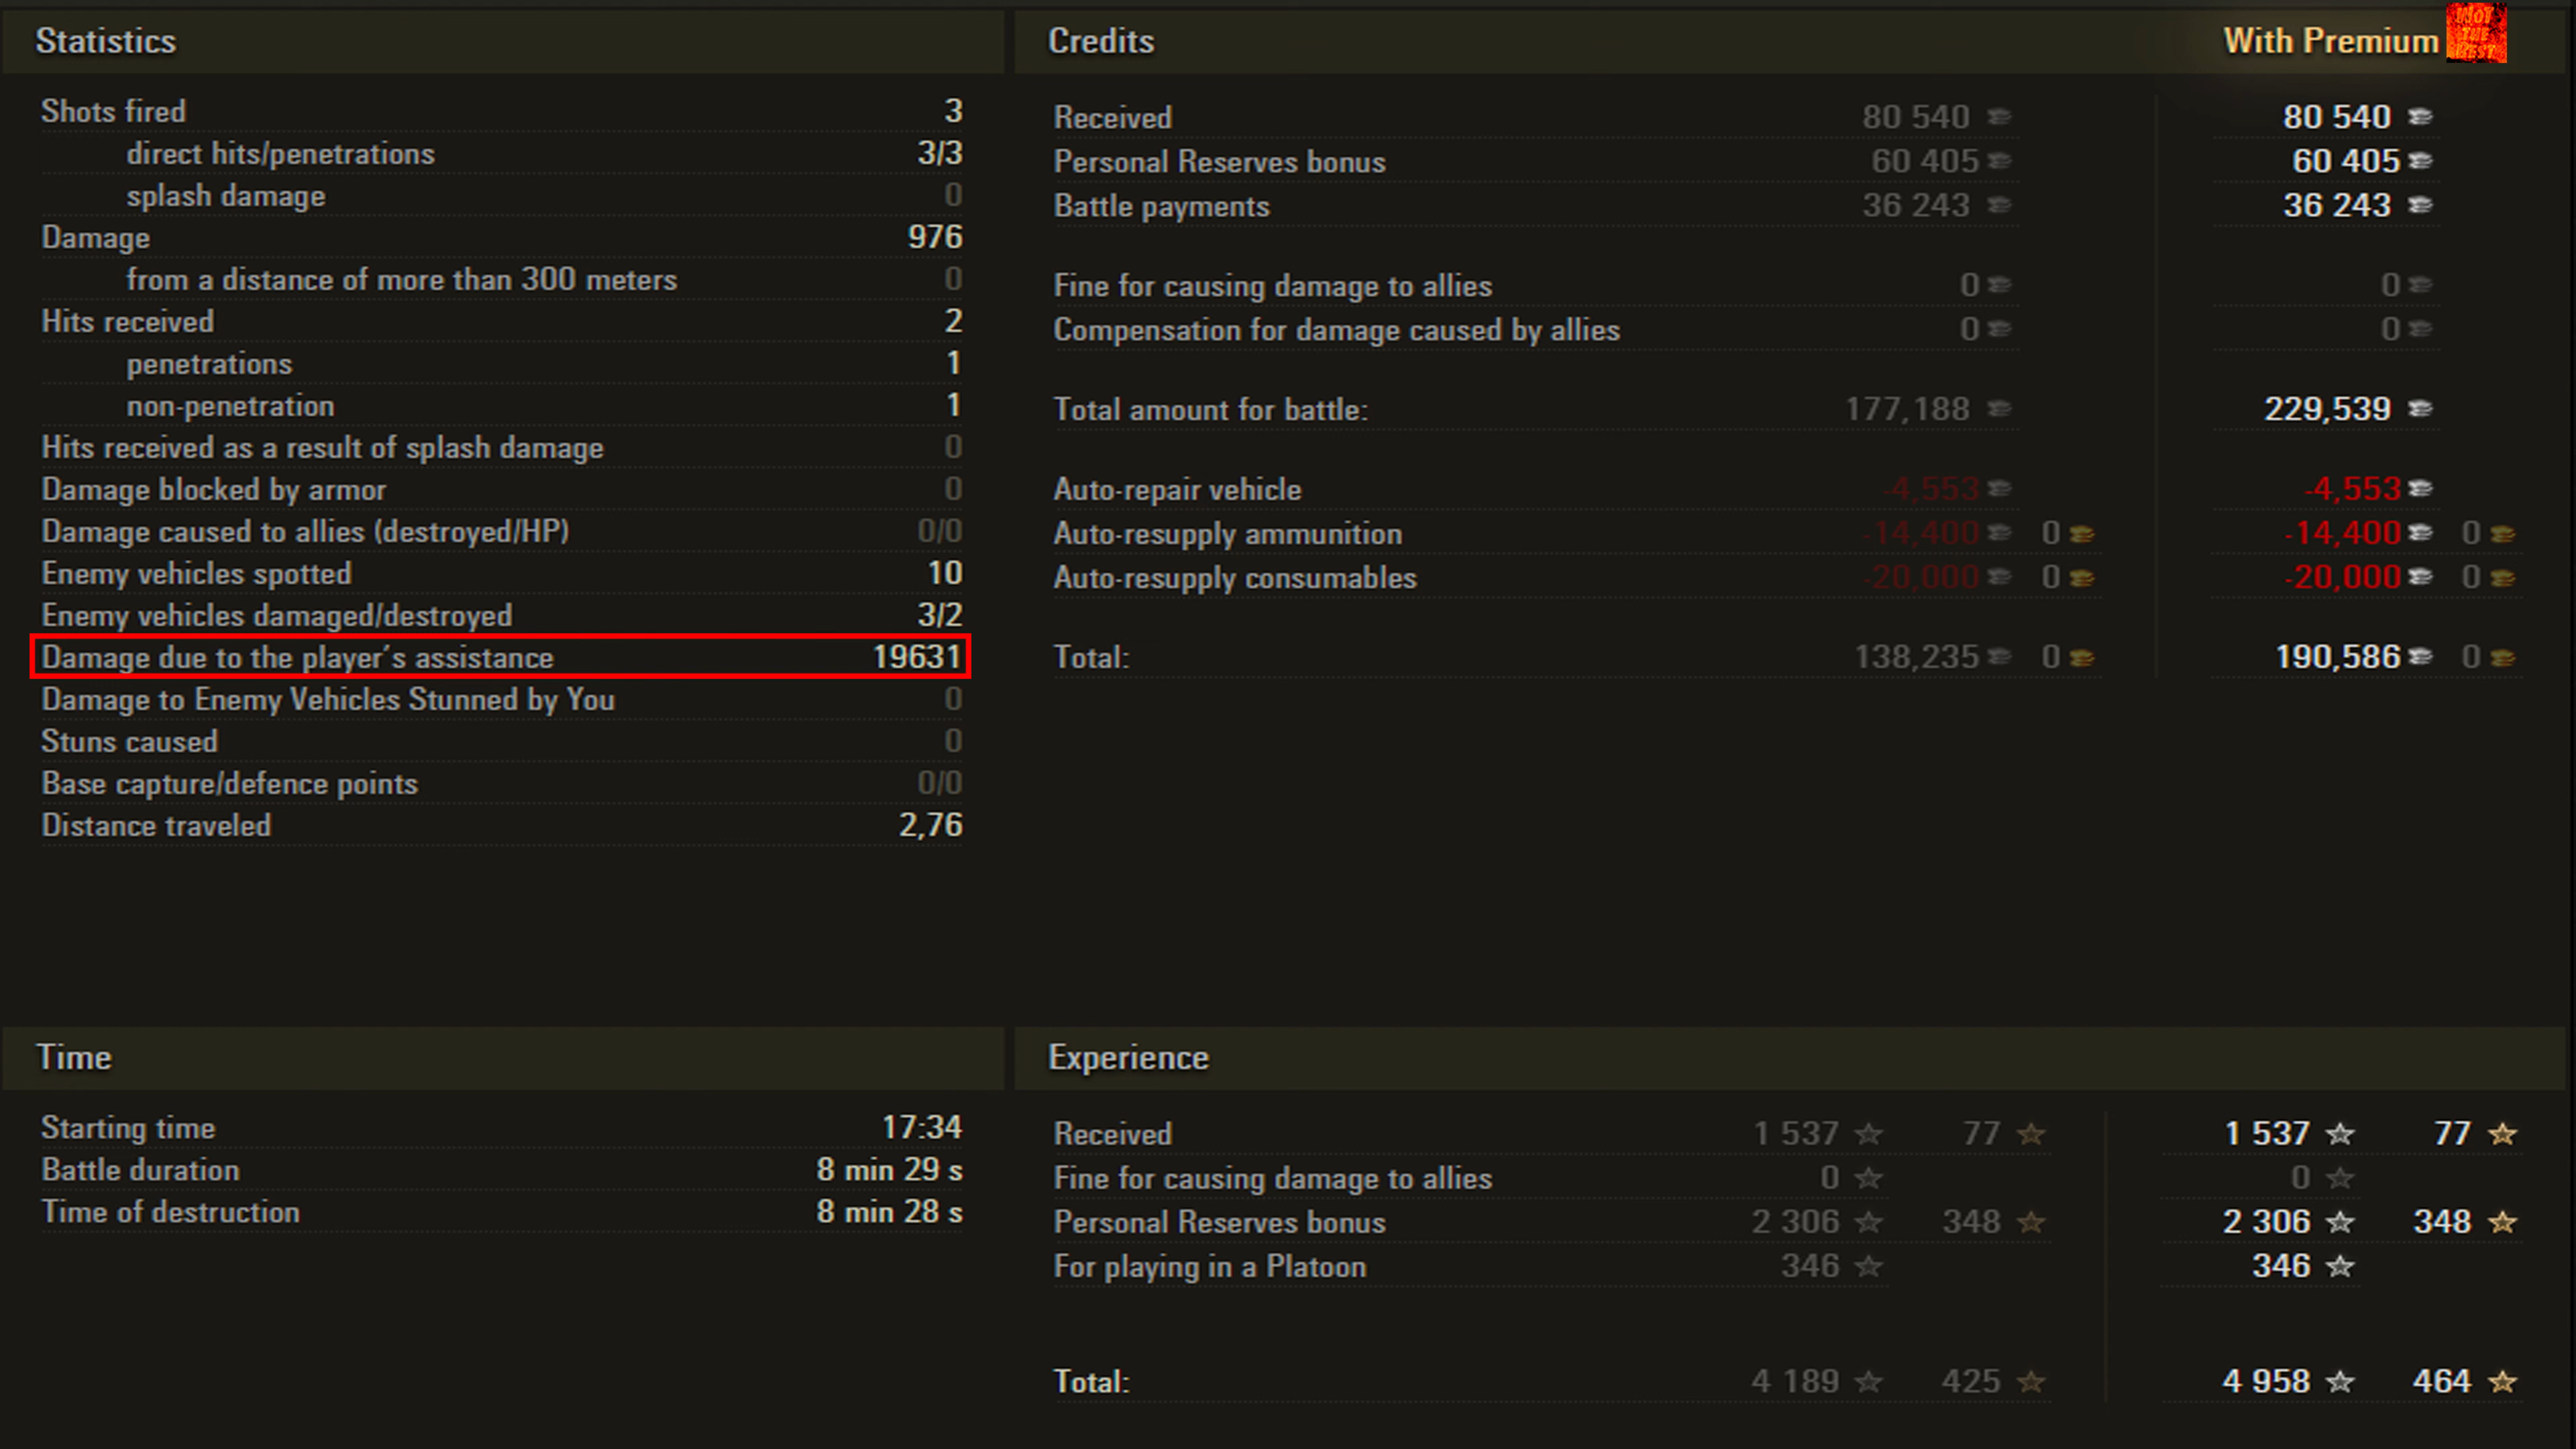 Statistics
Shots fired 3
direct hits/penetrations 3/3
splash damage 0
Damage 976
from a distance of more than 300 meters 0
Hits received 2
penetrations 1
non-penetration 1
Hits received as a result of splash damage 0
Damage blocked by armor 0
Damage caused to allies (destroyed/HP) 0/0
Enemy vehicles spotted 10
Enemy vehicles damaged/destroyed 3/2
Damage due to the player's assistance 19631
Damage to Enemy Vehicles Stunned by You 0
Stuns caused 0
Base capture/defence points 0/0
Distance traveled 2,76
Credits With Premium
WOT
THE
BEST
Received 80 540 80 540
Personal Reserves bonus 60 405 60 405
Battle payments 36 243 36 243
Fine for causing damage to allies 0 0
Compensation for damage caused by allies 0 0
Total amount for battle: 177,188 229,539
Auto-repair vehicle -4,553 -4,553
Auto-resupply ammunition -14,400 0 -14,400 0
Auto-resupply consumables -20,000 0 -20,000 0
Total: 138,235 0 190,586 0
Time
Starting time 17:34
Battle duration 8 min 29 s
Time of destruction 8 min 28 s
Experience
Received 1 537 77 1 537 77
Fine for causing damage to allies 0 0
Personal Reserves bonus 2 306 348 2 306 348
For playing in a Platoon 346 346
Total: 4 189 425 4 958 464